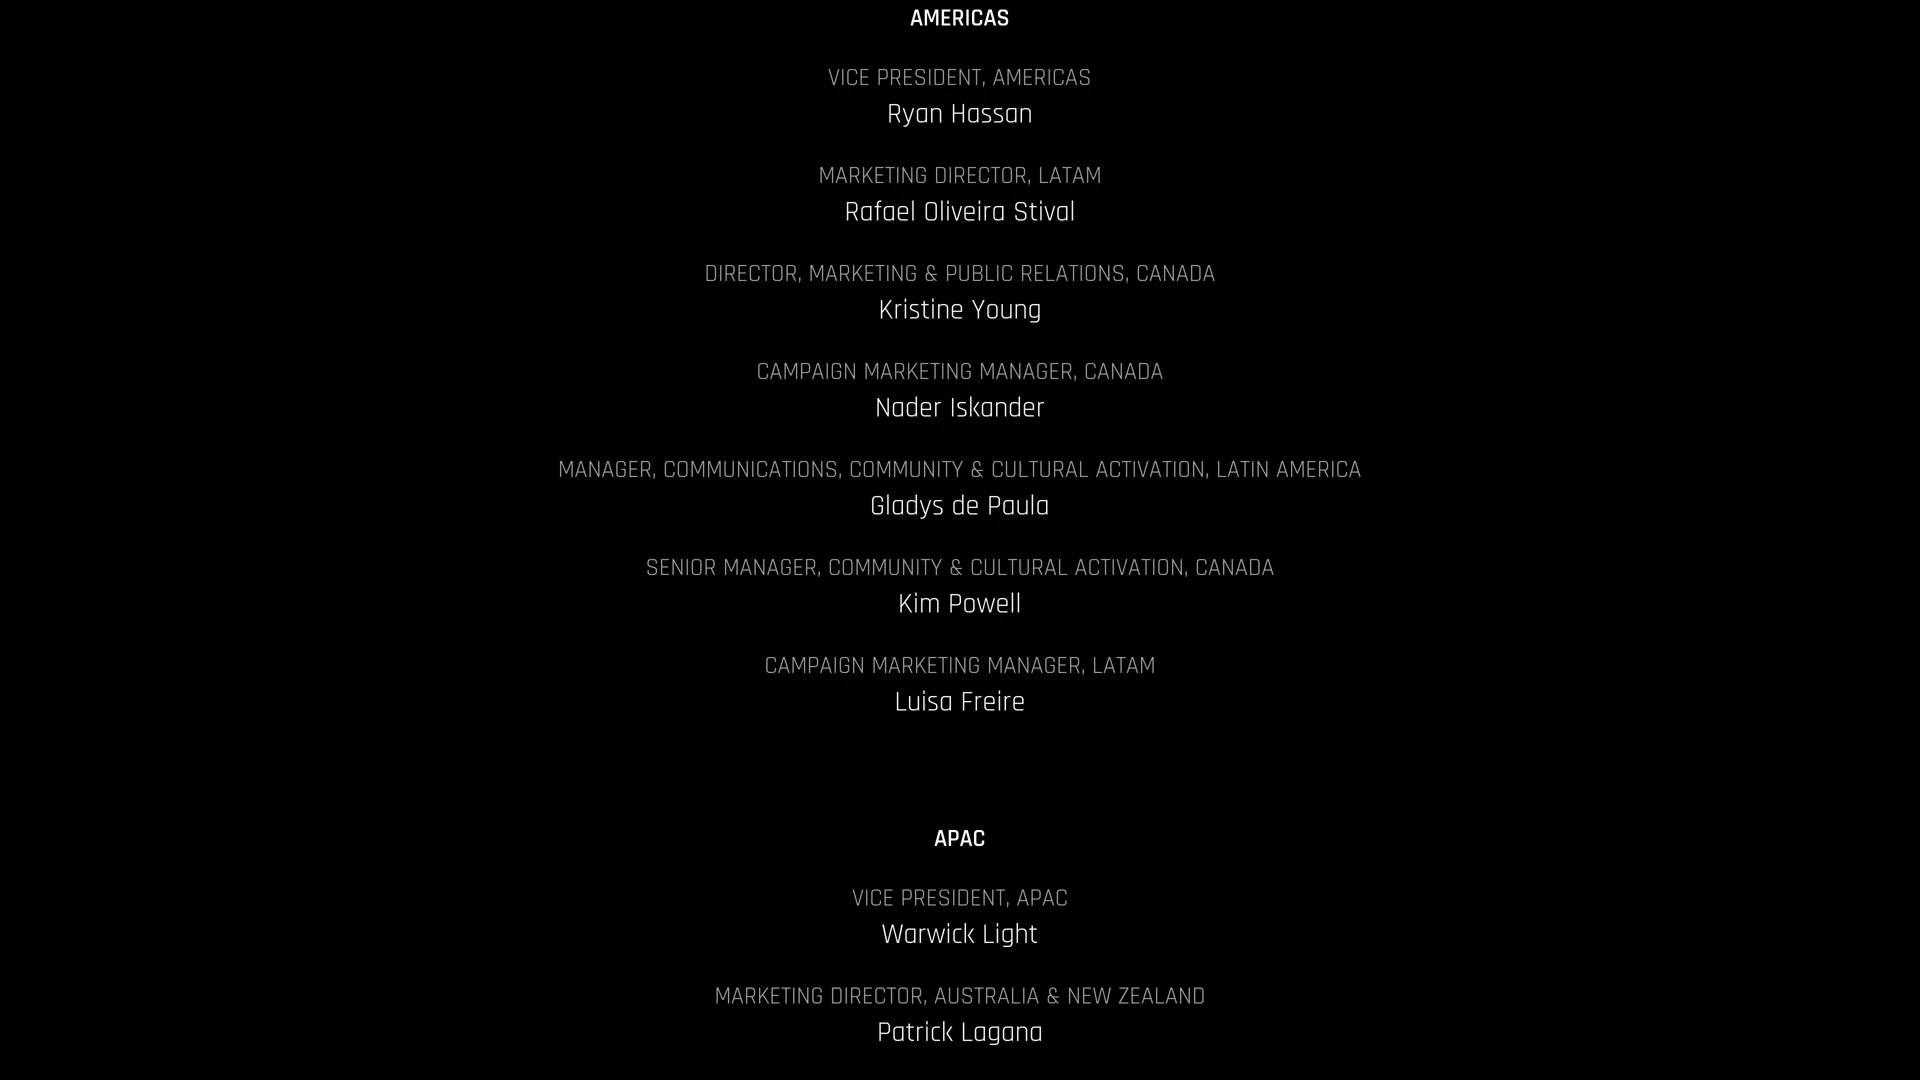 AMERICAS
VICE PRESIDENT, AMERICAS
Ryan Hassan
MARKETING DIRECTOR, LATAM
Rafael Oliveira Stival
DIRECTOR, MARKETING & PUBLIC RELATIONS, CANADA
Kristine Young
CAMPAIGN MARKETING MANAGER, CANADA
Nader Iskander
MANAGER, COMMUNICATIONS, COMMUNITY & CULTURAL ACTIVATION, LATIN AMERICA
Gladys de Paula
SENIOR MANAGER, COMMUNITY & CULTURAL ACTIVATION, CANADA
Kim Powell
CAMPAIGN MARKETING MANAGER, LATAM
Luisa Freire
APAC
VICE PRESIDENT, APAC
Warwick Light
MARKETING DIRECTOR, AUSTRALIA & NEW ZEALAND
Patrick Lagana